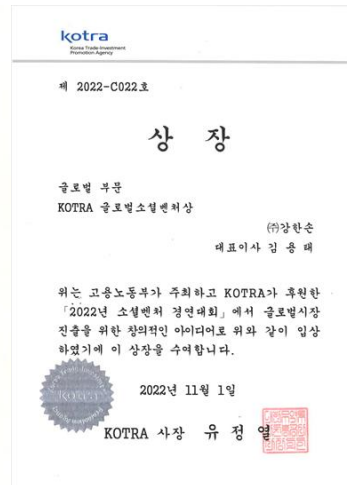 kotra
Korea Trade-Investment
Promotion Agency
제 2022-C022호
상 장
글로벌 부문
KOTRA 글로벌소셜벤처상
㈜강한손
대표이사 김 용 태
위는 고용노동부가 주최하고 KOTRA가 후원한
「2022년 소셜벤처 경연대회」에서 글로벌시장
진출을 위한 창의적인 아이디어로 위와 같이 입상
하였기에 이 상장을 수여합니다.
2022년 11월 1일
kotra
KOTRA 사장 유 정 열